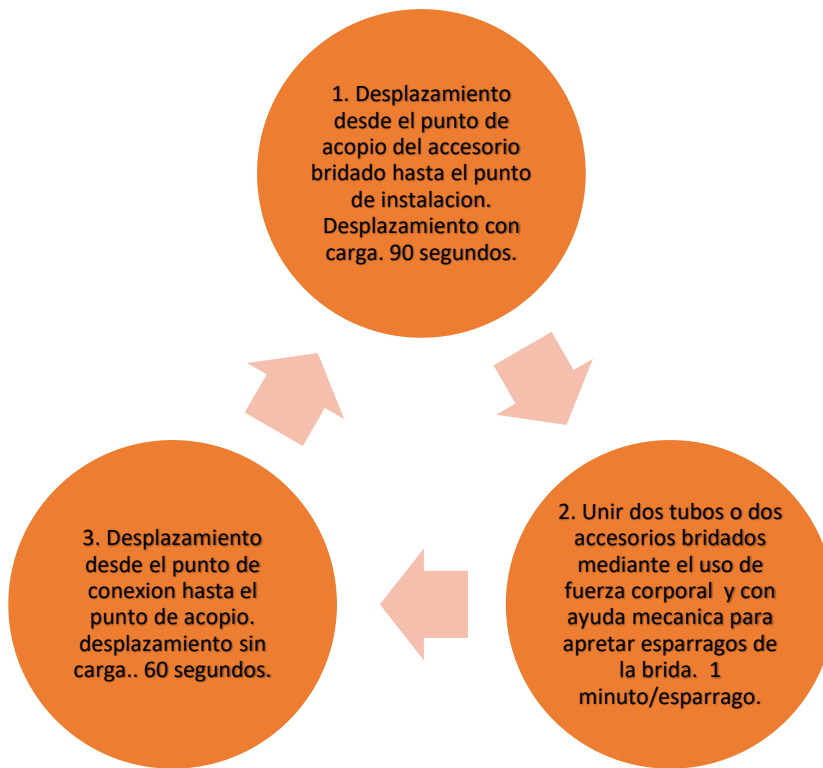 1. Desplazamiento
desde el punto de
acopio del accesorio
bridado hasta el punto
de instalacion.
Desplazamiento con
carga. 90 segundos.
2. Unir dos tubos o dos
accesorios bridados
mediante el uso de
fuerza corporal  y con
ayuda mecanica para
apretar esparragos de
la brida.  1
minuto/esparrago.
3. Desplazamiento
desde el punto de
conexion hasta el
punto de acopio.
desplazamiento sin
carga.. 60 segundos.